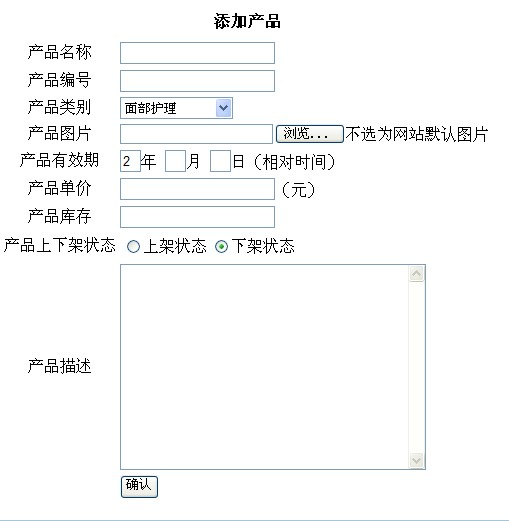 添加产品
产品名称
产品编号
产品类别 面部护理
产品图片 浏览... 不选为网站默认图片
产品有效期 2 年 月 日（相对时间）
产品单价 （元）
产品库存
产品上下架状态 上架状态 下架状态
产品描述
确认